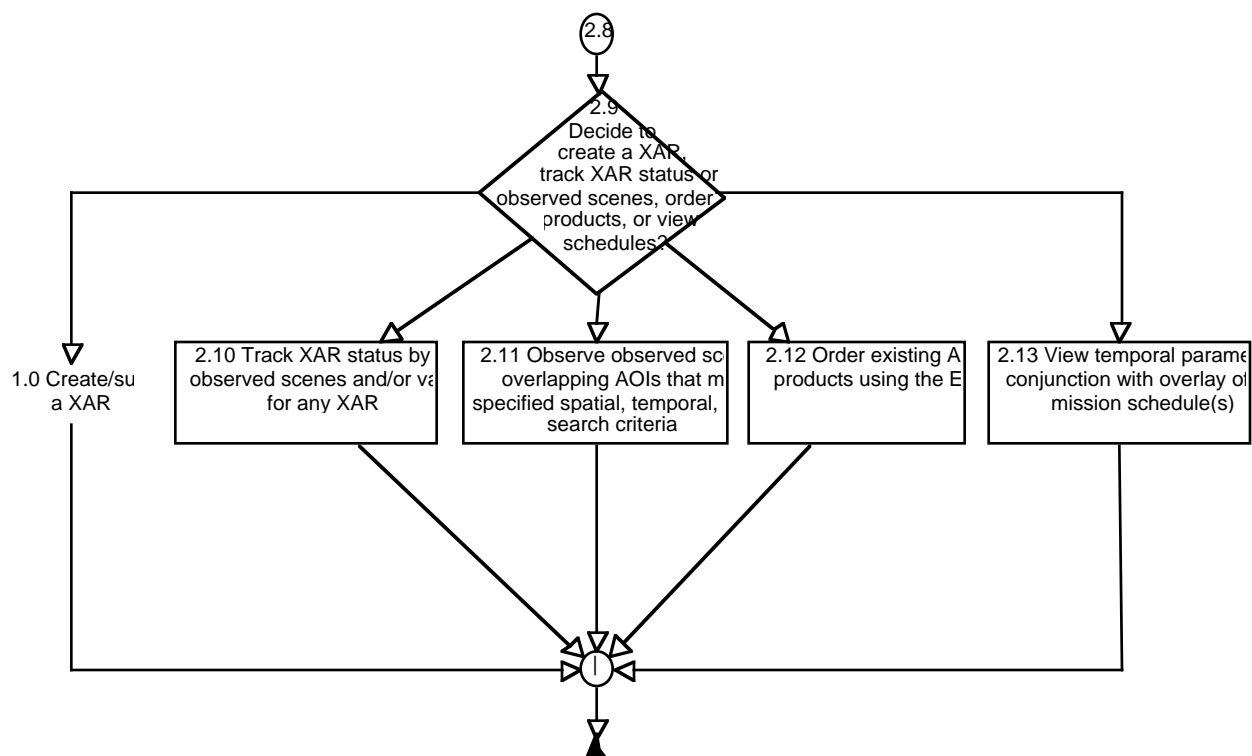 2.8
2.9
Decide to
create a XAR,
track XAR status or
observed scenes, order
products, or view
schedules?
1.0 Create/su
a XAR
2.10 Track XAR status by
observed scenes and/or va
for any XAR
2.11 Observe observed sc
overlapping AOIs that m
specified spatial, temporal,
search criteria
2.12 Order existing A
products using the E
2.13 View temporal parame
conjunction with overlay of
mission schedule(s)
|